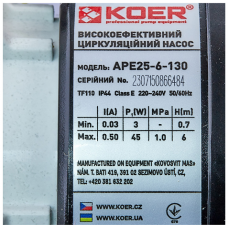 KOER
professional pump equipment
ВИСОКОЕФЕКТИВНИЙ
ЦИРКУЛЯЦІЙНИЙ НАСОС
МОДЕЛЬ: APE25-6-130
СЕРІЙНИЙ No: 2307150866484
TF110 IP44 Class E 220-240V 50/60Hz
I(A) P₁(W) MPa H(m)
Min. 0.03 3 – 0.7
Max. 0.50 45 1.0 6
MANUFACTURED ON EQUIPMENT «KOVOSVIT MAS»
NÁM. T. BATI 419, 391 02 SEZIMOVO ÚSTÍ, CZ,
TEL: +420 381 632 202
WWW.KOER.CZ
WWW.KOER.UA